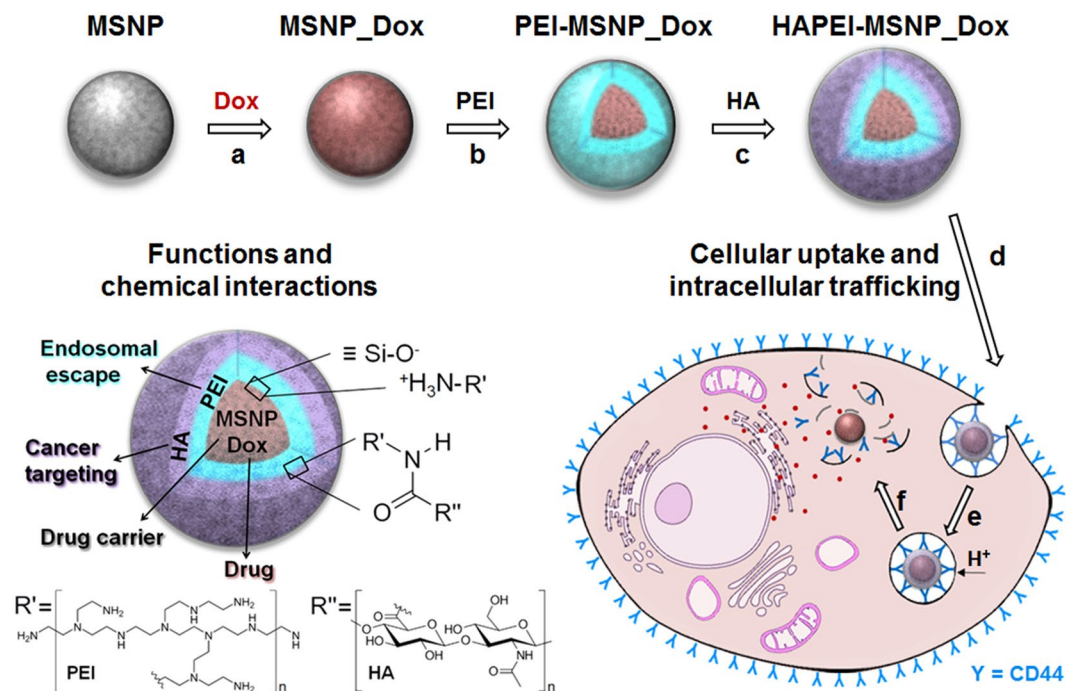 MSNP
MSNP_Dox
PEI-MSNP_Dox
HAPEI-MSNP_Dox
Dox
a
PEI
b
HA
c
d
Functions and
chemical interactions
Endosomal
escape
Cancer
targeting
Drug carrier
Drug
PEI
HA
MSNP
Dox
≡ Si-O⁻
⁺H₃N-R'
R'
N
H
O
R"
Cellular uptake and
intracellular trafficking
f
e
H⁺
Y = CD44
R'=
NH₂
NH₂
H₂N
N
N
H
N
N
H
N
N
H
N
H
N
H
N
NH₂
PEI
n
R"=
O
O
HO
OH
O
OH
HO
O
O
NH
O
HA
n